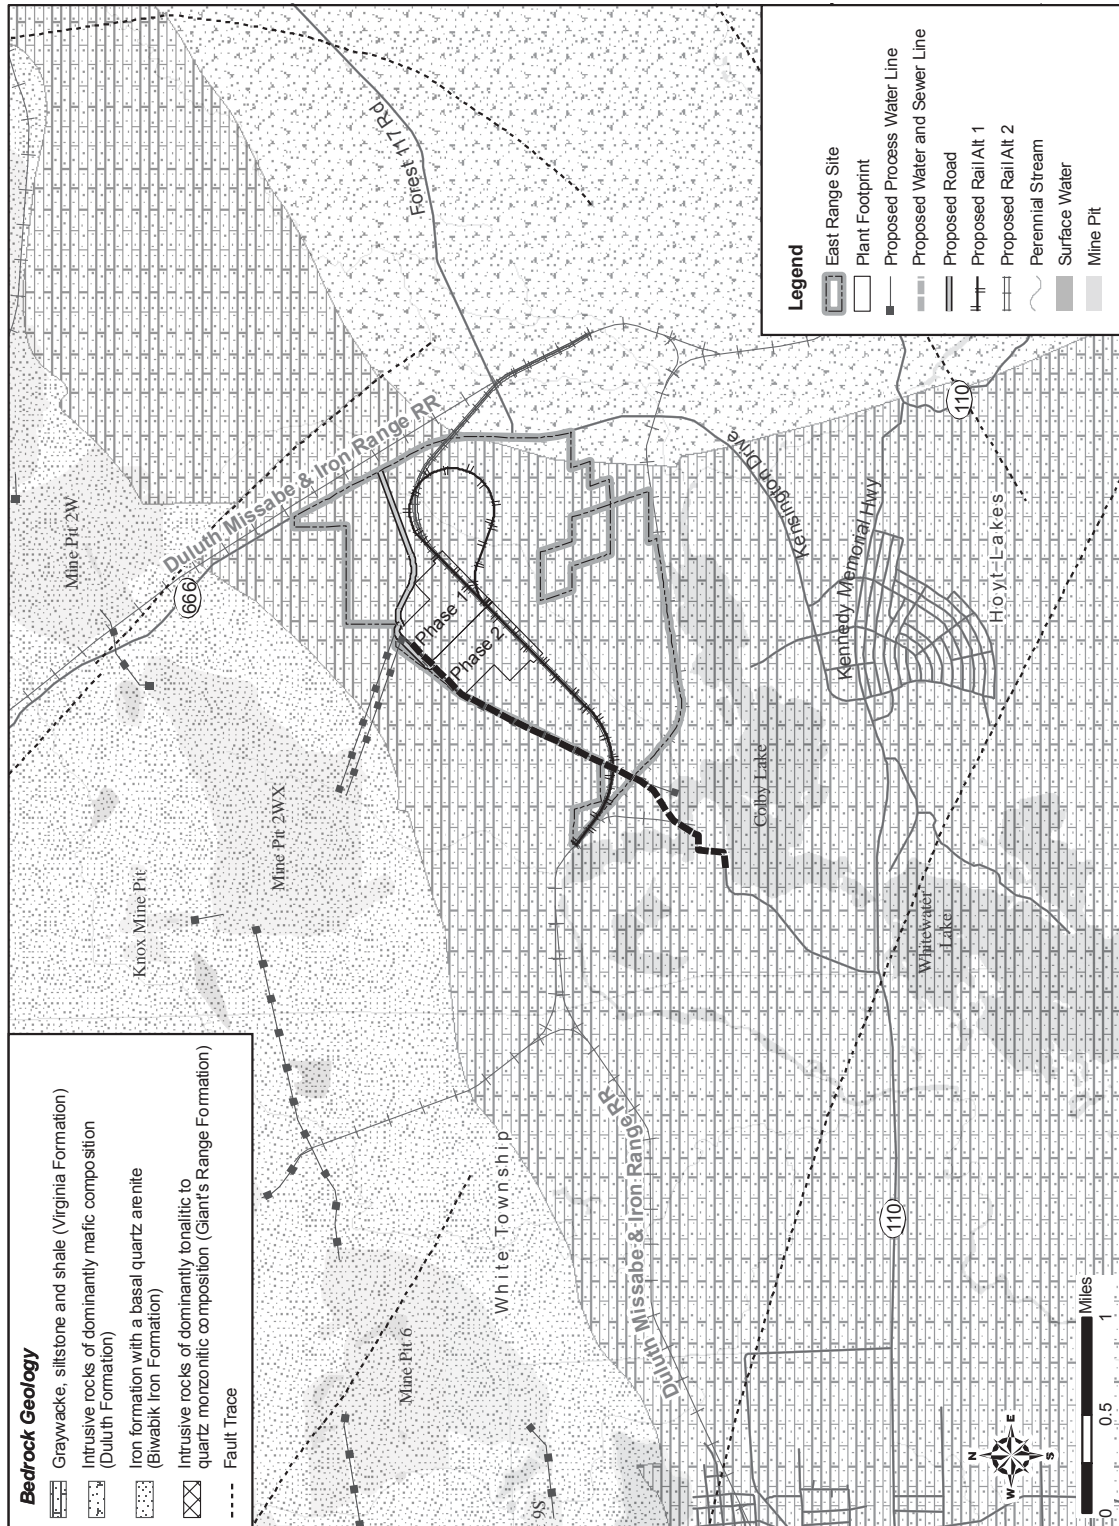 Bedrock Geology
Graywacke, siltstone and shale (Virginia Formation)
Intrusive rocks of dominantly mafic composition
(Duluth Formation)
Iron formation with a basal quartz arenite
(Biwabik Iron Formation)
Intrusive rocks of dominantly tonalitic to
quartz monzonitic composition (Giant's Range Formation)
Fault Trace
Knox Mine Pit
Mine Pit 2WX
Mine Pit 2W
666
Duluth Missabe & Iron Range RR
Forest 117 Rd
Mine Pit 6
9S
White Township
Phase 1
Phase 2
Duluth Missabe & Iron Range RR
Colby Lake
Kensington Drive
Kennedy Memorial Hwy
Hoyt Lakes
110
110
Whitewater
Lake
N
W
E
S
0
0.5
1
Miles
Legend
East Range Site
Plant Footprint
Proposed Process Water Line
Proposed Water and Sewer Line
Proposed Road
Proposed Rail Alt 1
Proposed Rail Alt 2
Perennial Stream
Surface Water
Mine Pit